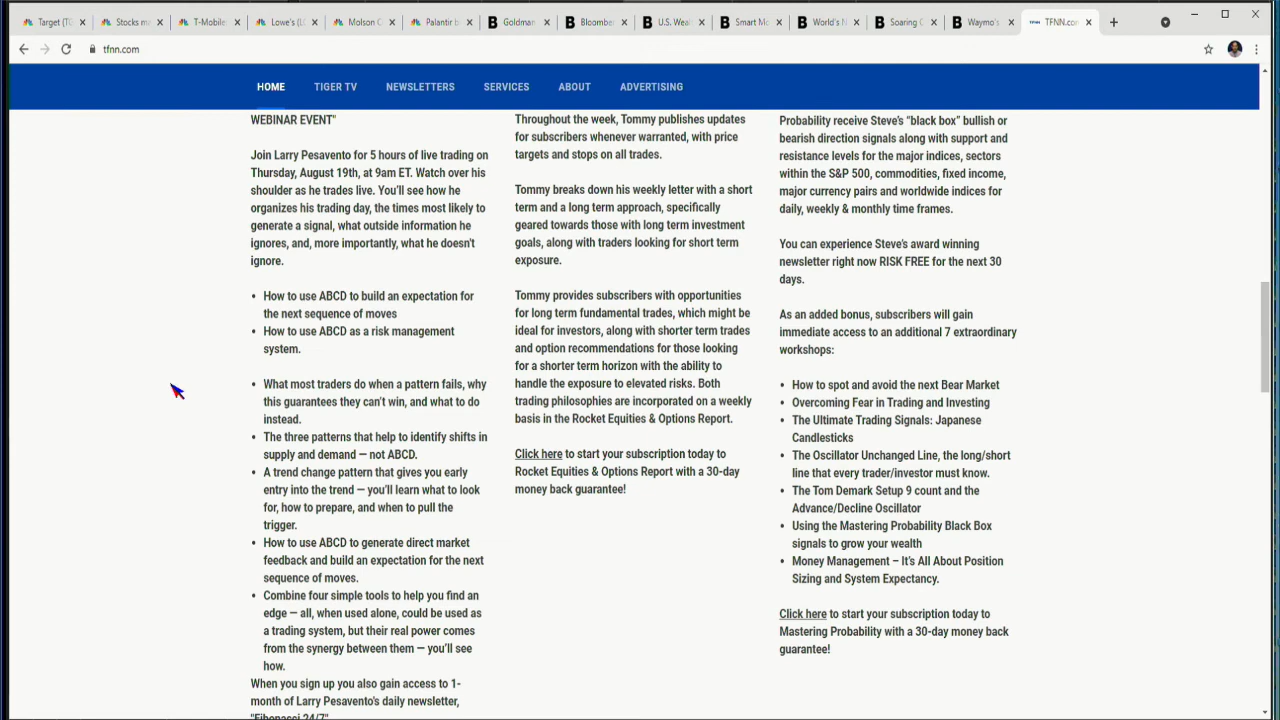 Target (TG
Stocks ma
T-Mobile
Lowe's (LO
Molson C
Palantir b
Goldman
Bloomber
U.S. Weal
Smart Mo
World's N
Soaring C
Waymo's
TFNN.com
tfnn.com
HOME
TIGER TV
NEWSLETTERS
SERVICES
ABOUT
ADVERTISING
WEBINAR EVENT"
Join Larry Pesavento for 5 hours of live trading on
Thursday, August 19th, at 9am ET. Watch over his
shoulder as he trades live. You'll see how he
organizes his trading day, the times most likely to
generate a signal, what outside information he
ignores, and, more importantly, what he doesn't
ignore.
• How to use ABCD to build an expectation for
the next sequence of moves
• How to use ABCD as a risk management
system.
• What most traders do when a pattern fails, why
this guarantees they can't win, and what to do
instead.
• The three patterns that help to identify shifts in
supply and demand — not ABCD.
• A trend change pattern that gives you early
entry into the trend — you'll learn what to look
for, how to prepare, and when to pull the
trigger.
• How to use ABCD to generate direct market
feedback and build an expectation for the next
sequence of moves.
• Combine four simple tools to help you find an
edge — all, when used alone, could be used as
a trading system, but their real power comes
from the synergy between them — you'll see
how.
When you sign up you also gain access to 1-
month of Larry Pesavento's daily newsletter,
"Fibonacci 24/7"
Throughout the week, Tommy publishes updates
for subscribers whenever warranted, with price
targets and stops on all trades.
Tommy breaks down his weekly letter with a short
term and a long term approach, specifically
geared towards those with long term investment
goals, along with traders looking for short term
exposure.
Tommy provides subscribers with opportunities
for long term fundamental trades, which might be
ideal for investors, along with shorter term trades
and option recommendations for those looking
for a shorter term horizon with the ability to
handle the exposure to elevated risks. Both
trading philosophies are incorporated on a weekly
basis in the Rocket Equities & Options Report.
Click here to start your subscription today to
Rocket Equities & Options Report with a 30-day
money back guarantee!
Probability receive Steve's "black box" bullish or
bearish direction signals along with support and
resistance levels for the major indices, sectors
within the S&P 500, commodities, fixed income,
major currency pairs and worldwide indices for
daily, weekly & monthly time frames.
You can experience Steve's award winning
newsletter right now RISK FREE for the next 30
days.
As an added bonus, subscribers will gain
immediate access to an additional 7 extraordinary
workshops:
• How to spot and avoid the next Bear Market
• Overcoming Fear in Trading and Investing
• The Ultimate Trading Signals: Japanese
Candlesticks
• The Oscillator Unchanged Line, the long/short
line that every trader/investor must know.
• The Tom Demark Setup 9 count and the
Advance/Decline Oscillator
• Using the Mastering Probability Black Box
signals to grow your wealth
• Money Management – It's All About Position
Sizing and System Expectancy.
Click here to start your subscription today to
Mastering Probability with a 30-day money back
guarantee!